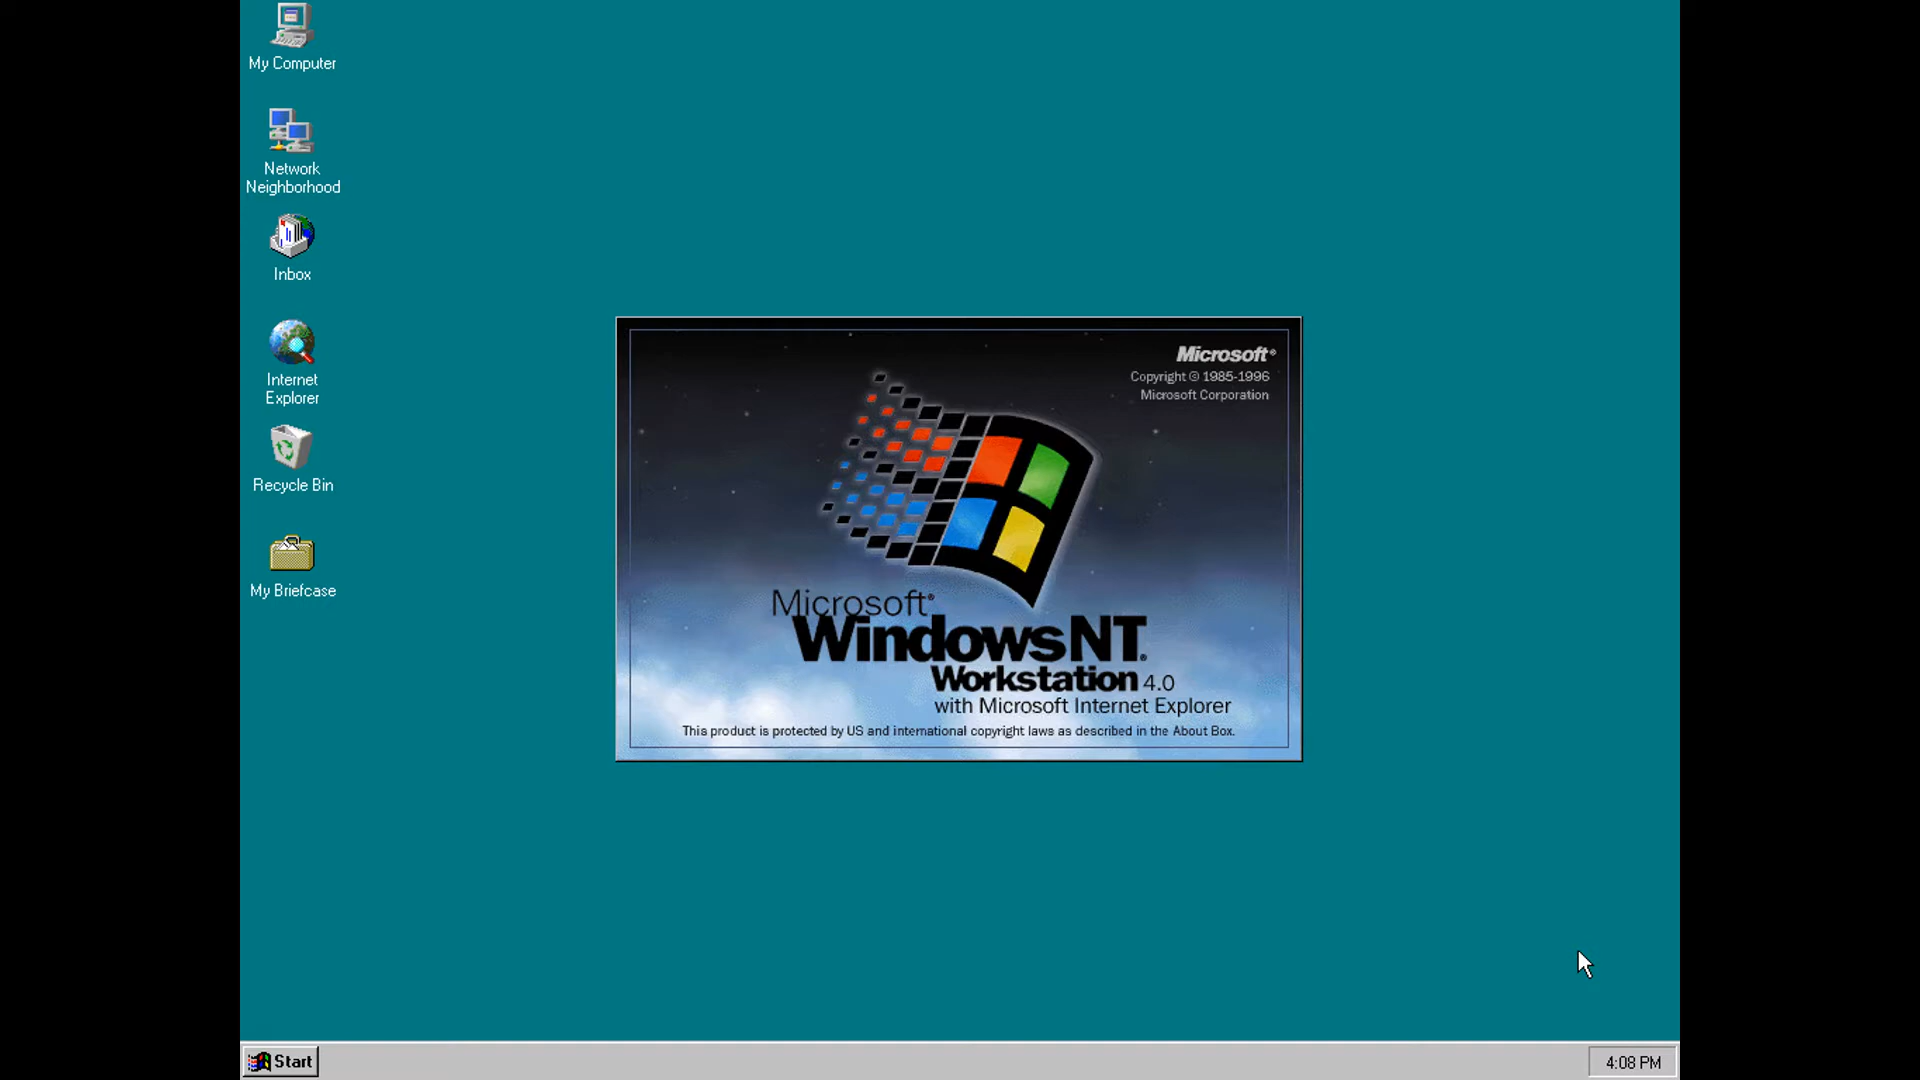 My Computer
Network
Neighborhood
Inbox
Internet
Explorer
Recycle Bin
My Briefcase
Microsoft®
Copyright © 1985-1996
Microsoft Corporation
Microsoft®
Windows NT®
Workstation 4.0
with Microsoft Internet Explorer
This product is protected by US and international copyright laws as described in the About Box.
Start
4:08 PM